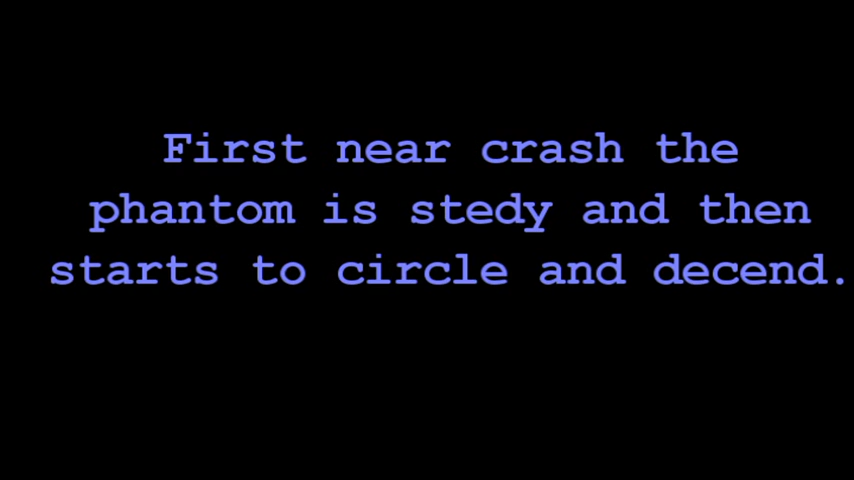 First near crash the
phantom is stedy and then
starts to circle and decend.